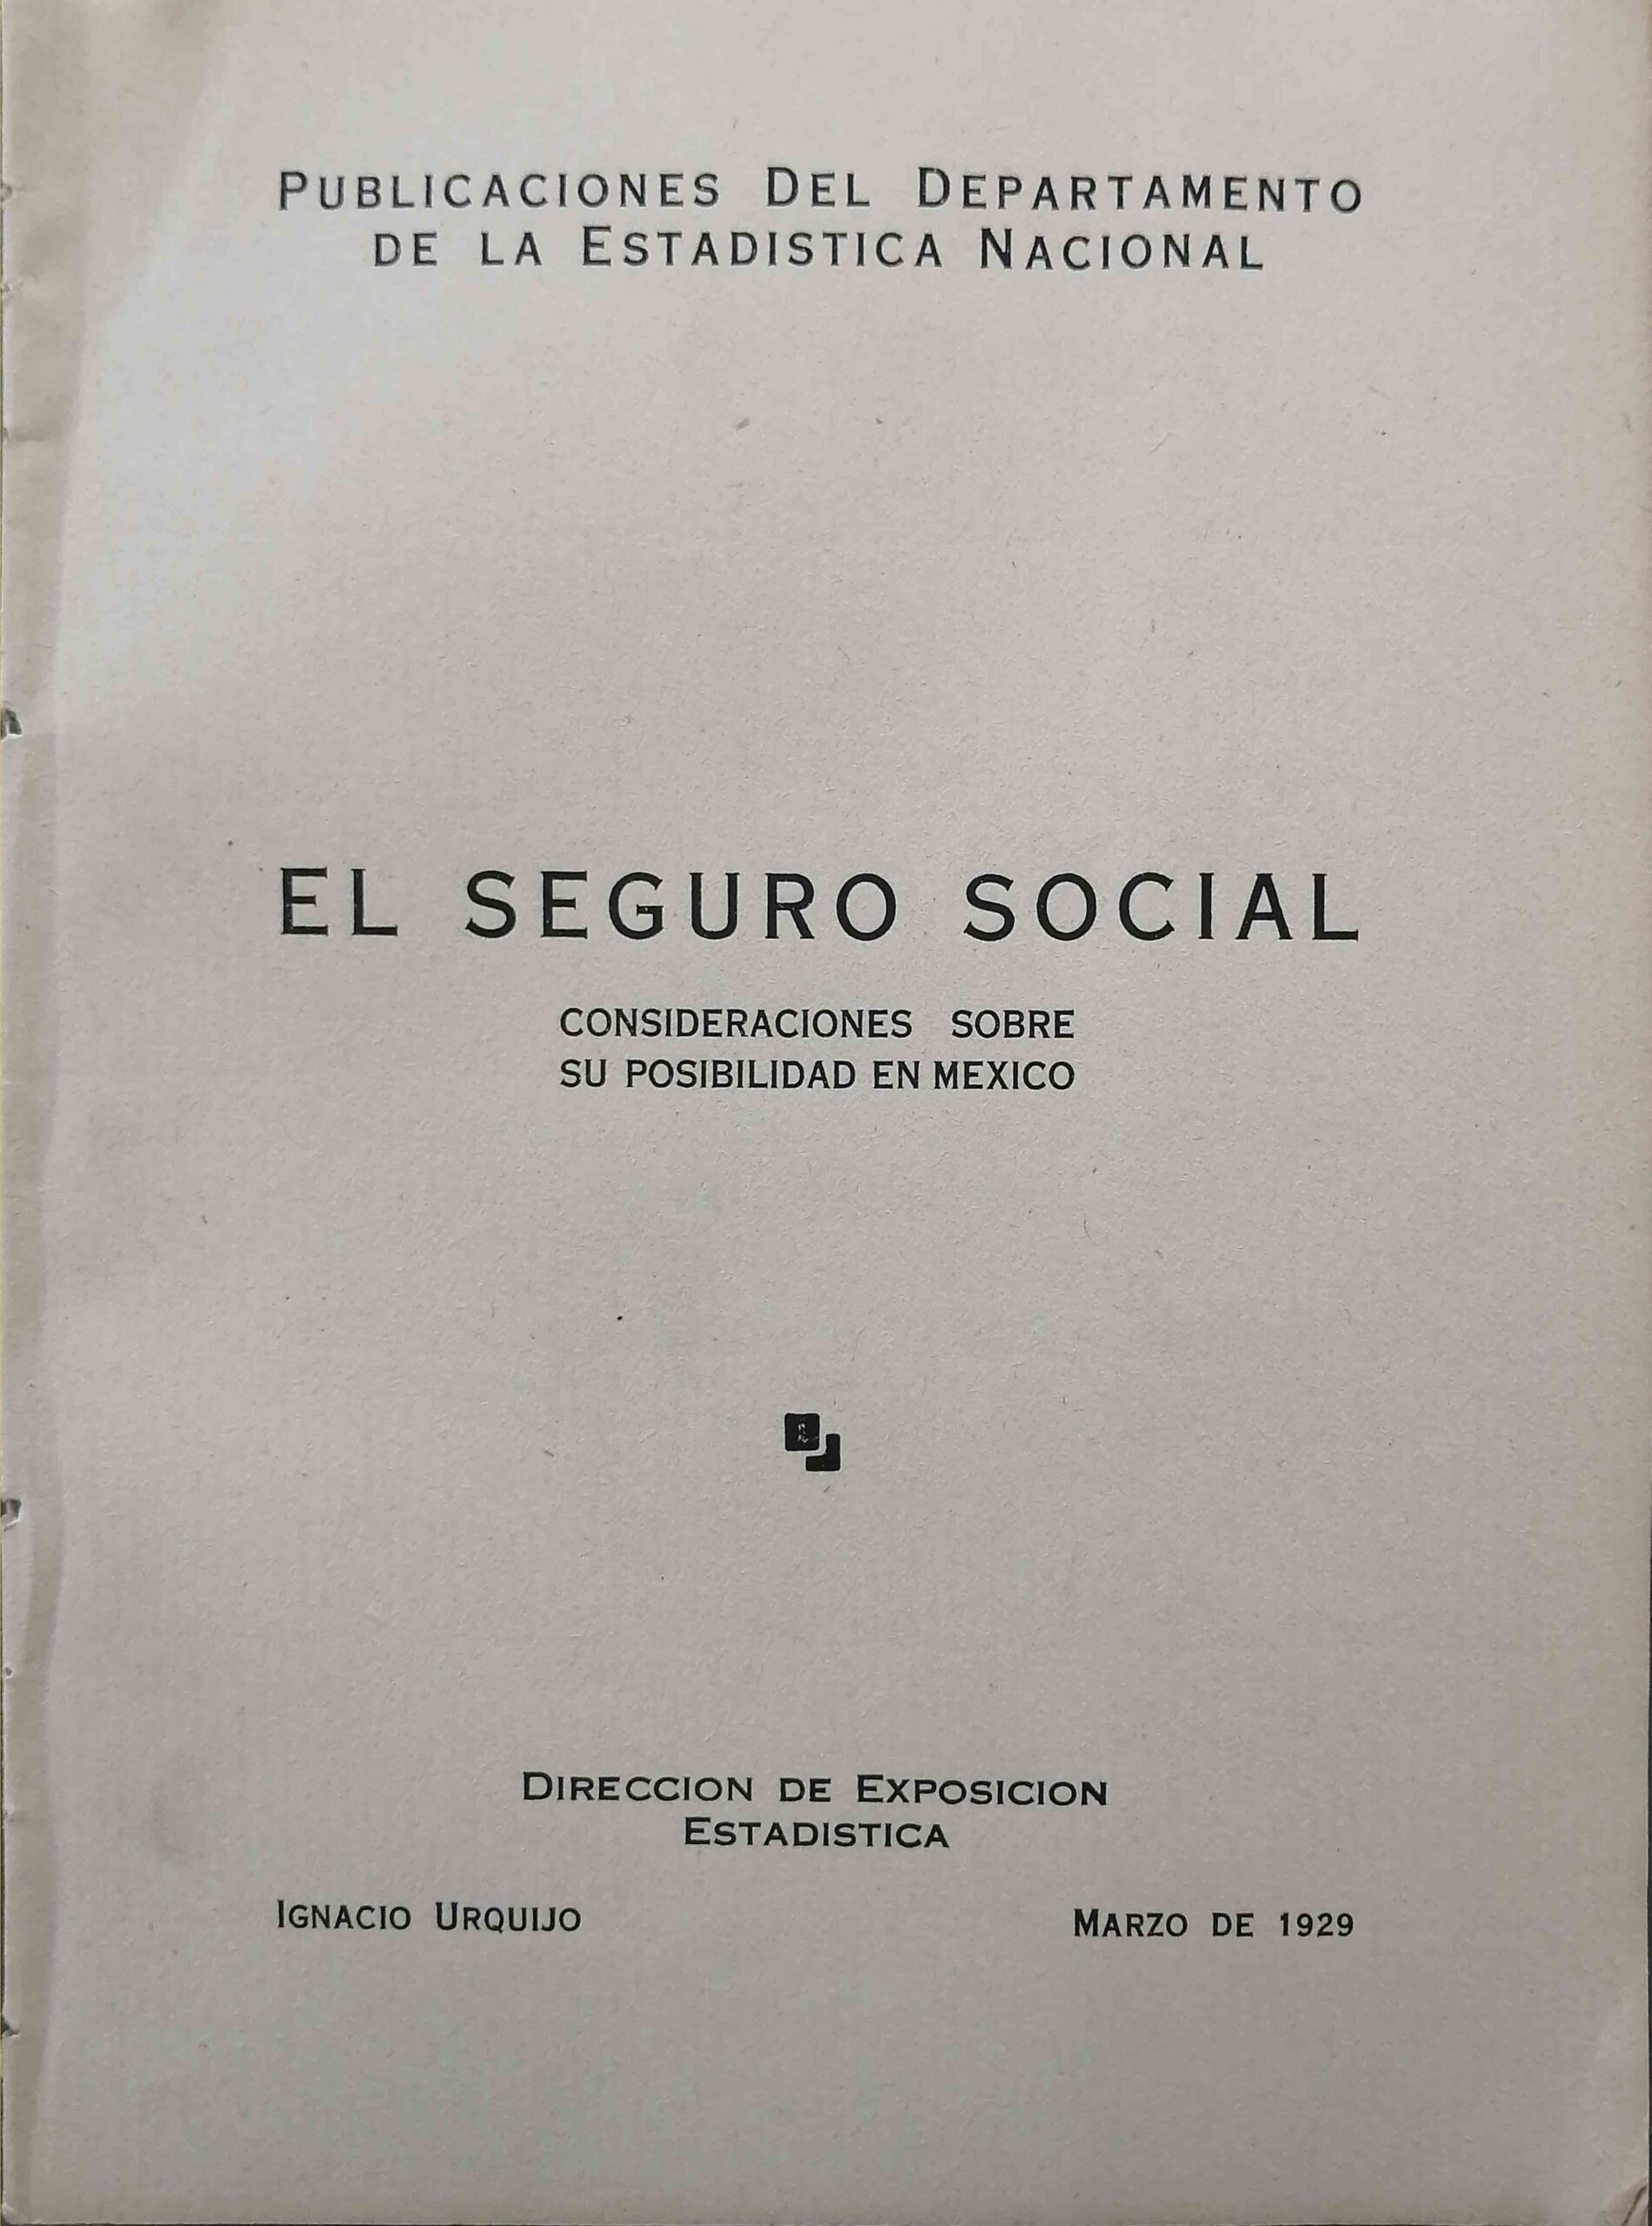 PUBLICACIONES DEL DEPARTAMENTO
DE LA ESTADISTICA NACIONAL
EL SEGURO SOCIAL
CONSIDERACIONES SOBRE
SU POSIBILIDAD EN MEXICO
DIRECCION DE EXPOSICION
ESTADISTICA
IGNACIO URQUIJO
MARZO DE 1929